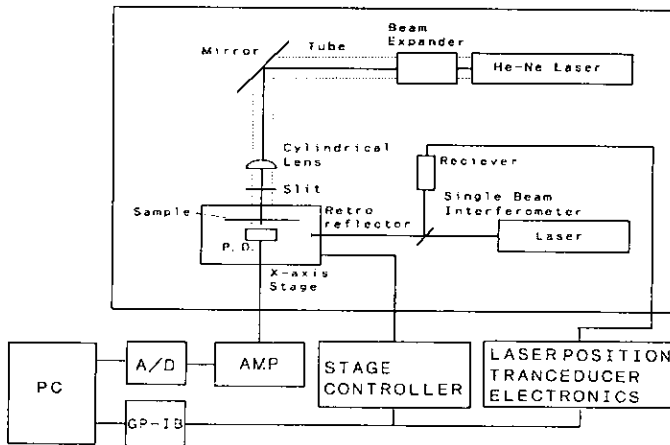 Beam
Expander
Mirror
Tube
He-Ne Laser
Cylindrical
Lens
Reciever
Slit
Single Beam
Interferometer
Sample
Retro
reflector
Laser
P.D.
X-axis
Stage
PC
A/D
AMP
STAGE
CONTROLLER
LASER POSITION
TRANCEDUCER
ELECTRONICS
GP-IB